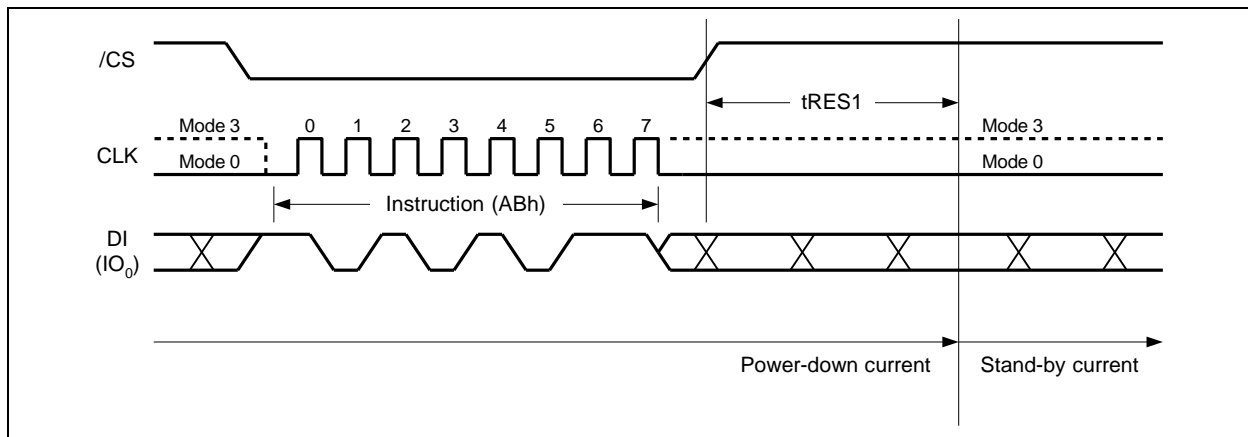 /CS
tRES1
Mode 3
0 1 2 3 4 5 6 7
Mode 3
CLK
Mode 0
Mode 0
Instruction (ABh)
DI
(IO0)
Power-down current
Stand-by current